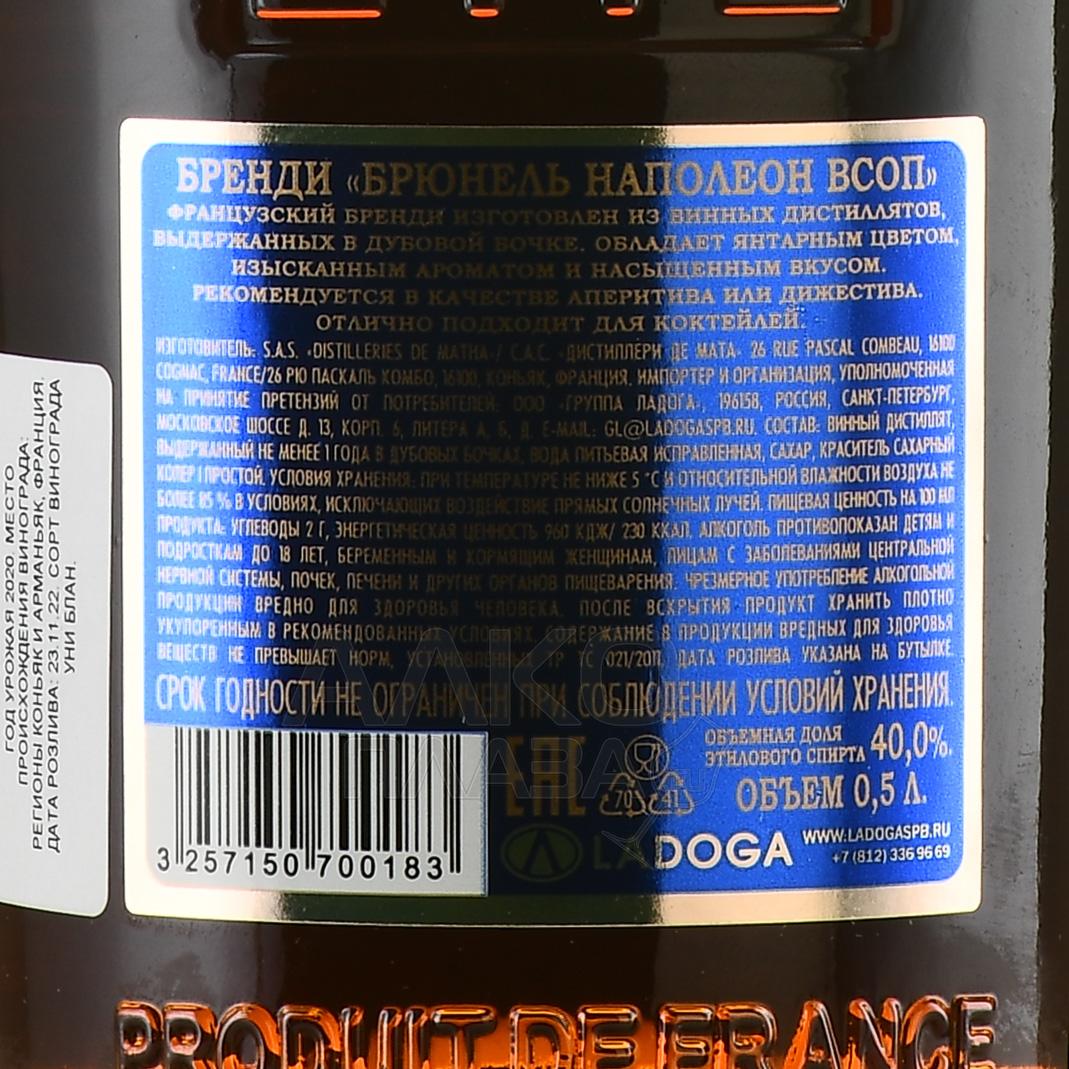 БРЕНДИ «БРЮНЕЛЬ НАПОЛЕОН ВСОП»
ФРАНЦУЗСКИЙ БРЕНДИ ИЗГОТОВЛЕН ИЗ ВИННЫХ ДИСТИЛЛЯТОВ,
ВЫДЕРЖАННЫХ В ДУБОВОЙ БОЧКЕ. ОБЛАДАЕТ ЯНТАРНЫМ ЦВЕТОМ,
ИЗЫСКАННЫМ АРОМАТОМ И НАСЫЩЕННЫМ ВКУСОМ.
РЕКОМЕНДУЕТСЯ В КАЧЕСТВЕ АПЕРИТИВА ИЛИ ДИЖЕСТИВА.
ОТЛИЧНО ПОДХОДИТ ДЛЯ КОКТЕЙЛЕЙ.
ИЗГОТОВИТЕЛЬ: S.A.S. «DISTILLERIES DE MATHA»/ С.А.С. «ДИСТИЛЛЕРИ ДЕ МАТА» 26 RUE PASCAL COMBEAU, 16100
COGNAC, FRANCE/26 РЮ ПАСКАЛЬ КОМБО, 16100, КОНЬЯК, ФРАНЦИЯ. ИМПОРТЕР И ОРГАНИЗАЦИЯ, УПОЛНОМОЧЕННАЯ
НА ПРИНЯТИЕ ПРЕТЕНЗИЙ ОТ ПОТРЕБИТЕЛЕЙ: ООО «ГРУППА ЛАДОГА», 196158, РОССИЯ, САНКТ-ПЕТЕРБУРГ,
МОСКОВСКОЕ ШОССЕ Д. 13, КОРП. 6, ЛИТЕРА А, Б, Д. E-MAIL: GL@LADOGASPB.RU. СОСТАВ: ВИННЫЙ ДИСТИЛЛЯТ,
ВЫДЕРЖАННЫЙ НЕ МЕНЕЕ 1 ГОДА В ДУБОВЫХ БОЧКАХ, ВОДА ПИТЬЕВАЯ ИСПРАВЛЕННАЯ, САХАР, КРАСИТЕЛЬ САХАРНЫЙ
КОЛЕР I ПРОСТОЙ. УСЛОВИЯ ХРАНЕНИЯ: ПРИ ТЕМПЕРАТУРЕ НЕ НИЖЕ 5 °С И ОТНОСИТЕЛЬНОЙ ВЛАЖНОСТИ ВОЗДУХА НЕ
БОЛЕЕ 85 % В УСЛОВИЯХ, ИСКЛЮЧАЮЩИХ ВОЗДЕЙСТВИЕ ПРЯМЫХ СОЛНЕЧНЫХ ЛУЧЕЙ. ПИЩЕВАЯ ЦЕННОСТЬ НА 100 МЛ
ПРОДУКТА: УГЛЕВОДЫ 2 Г, ЭНЕРГЕТИЧЕСКАЯ ЦЕННОСТЬ 960 КДЖ/ 230 ККАЛ. АЛКОГОЛЬ ПРОТИВОПОКАЗАН ДЕТЯМ И
ПОДРОСТКАМ ДО 18 ЛЕТ, БЕРЕМЕННЫМ И КОРМЯЩИМ ЖЕНЩИНАМ, ЛИЦАМ С ЗАБОЛЕВАНИЯМИ ЦЕНТРАЛЬНОЙ
НЕРВНОЙ СИСТЕМЫ, ПОЧЕК, ПЕЧЕНИ И ДРУГИХ ОРГАНОВ ПИЩЕВАРЕНИЯ. ЧРЕЗМЕРНОЕ УПОТРЕБЛЕНИЕ АЛКОГОЛЬНОЙ
ПРОДУКЦИИ ВРЕДНО ДЛЯ ЗДОРОВЬЯ ЧЕЛОВЕКА. ПОСЛЕ ВСКРЫТИЯ ПРОДУКТ ХРАНИТЬ ПЛОТНО
УКУПОРЕННЫМ В РЕКОМЕНДОВАННЫХ УСЛОВИЯХ. СОДЕРЖАНИЕ В ПРОДУКЦИИ ВРЕДНЫХ ДЛЯ ЗДОРОВЬЯ
ВЕЩЕСТВ НЕ ПРЕВЫШАЕТ НОРМ, УСТАНОВЛЕННЫХ ТР ТС 021/2011. ДАТА РОЗЛИВА УКАЗАНА НА БУТЫЛКЕ.
СРОК ГОДНОСТИ НЕ ОГРАНИЧЕН ПРИ СОБЛЮДЕНИИ УСЛОВИЙ ХРАНЕНИЯ.
ОБЪЕМНАЯ ДОЛЯ
ЭТИЛОВОГО СПИРТА 40,0%.
ОБЪЕМ 0,5 Л.
EAC
70 41
LADOGA
WWW.LADOGASPB.RU
+7 (812) 336 96 69
3 257150 700183
ГОД УРОЖАЯ 2020. МЕСТО
ПРОИСХОЖДЕНИЯ ВИНОГРАДА:
РЕГИОНЫ КОНЬЯК И АРМАНЬЯК, ФРАНЦИЯ.
ДАТА РОЗЛИВА: 23.11.22. СОРТ ВИНОГРАДА
УНИ БЛАН.
PRODUIT DE FRANCE
АЛКО
ГЛАВА.ru